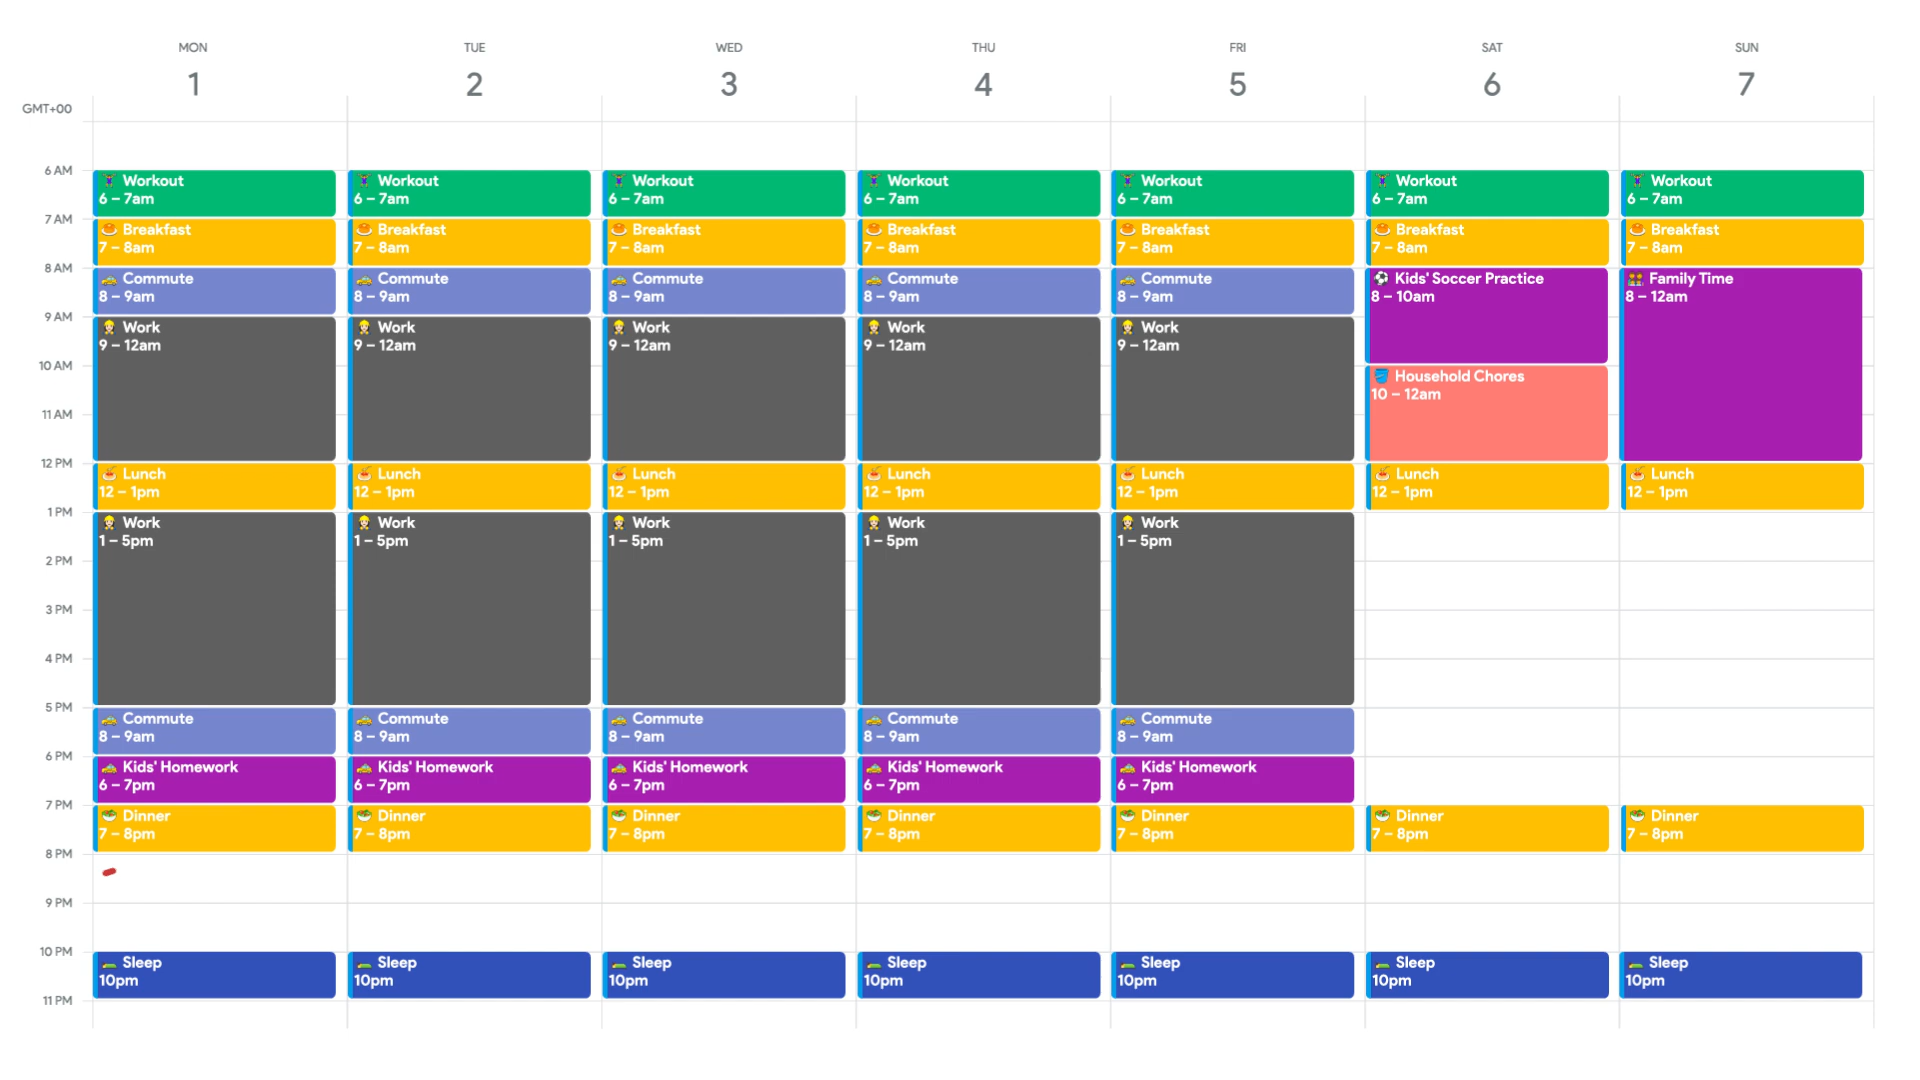 MON
TUE
WED
THU
FRI
SAT
SUN
1
2
3
4
5
6
7
GMT+00
6 AM
7 AM
8 AM
9 AM
10 AM
11 AM
12 PM
1 PM
2 PM
3 PM
4 PM
5 PM
6 PM
7 PM
8 PM
9 PM
10 PM
11 PM
Workout
6 – 7am
Breakfast
7 – 8am
Commute
8 – 9am
Work
9 – 12am
Lunch
12 – 1pm
Work
1 – 5pm
Commute
8 – 9am
Kids' Homework
6 – 7pm
Dinner
7 – 8pm
Sleep
10pm
Workout
6 – 7am
Breakfast
7 – 8am
Commute
8 – 9am
Work
9 – 12am
Lunch
12 – 1pm
Work
1 – 5pm
Commute
8 – 9am
Kids' Homework
6 – 7pm
Dinner
7 – 8pm
Sleep
10pm
Workout
6 – 7am
Breakfast
7 – 8am
Commute
8 – 9am
Work
9 – 12am
Lunch
12 – 1pm
Work
1 – 5pm
Commute
8 – 9am
Kids' Homework
6 – 7pm
Dinner
7 – 8pm
Sleep
10pm
Workout
6 – 7am
Breakfast
7 – 8am
Commute
8 – 9am
Work
9 – 12am
Lunch
12 – 1pm
Work
1 – 5pm
Commute
8 – 9am
Kids' Homework
6 – 7pm
Dinner
7 – 8pm
Sleep
10pm
Workout
6 – 7am
Breakfast
7 – 8am
Commute
8 – 9am
Work
9 – 12am
Lunch
12 – 1pm
Work
1 – 5pm
Commute
8 – 9am
Kids' Homework
6 – 7pm
Dinner
7 – 8pm
Sleep
10pm
Workout
6 – 7am
Breakfast
7 – 8am
Kids' Soccer Practice
8 – 10am
Household Chores
10 – 12am
Lunch
12 – 1pm
Dinner
7 – 8pm
Sleep
10pm
Workout
6 – 7am
Breakfast
7 – 8am
Family Time
8 – 12am
Lunch
12 – 1pm
Dinner
7 – 8pm
Sleep
10pm